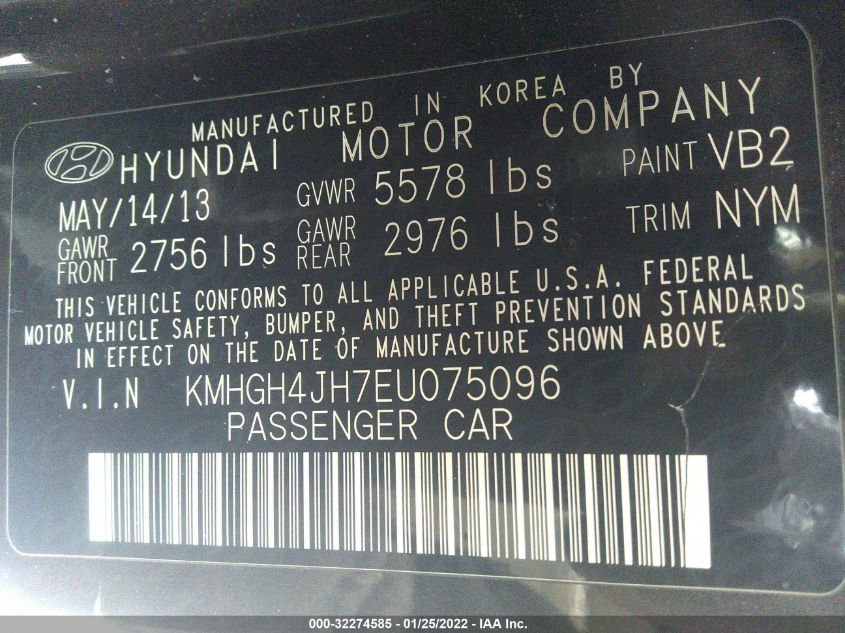 MANUFACTURED IN KOREA BY
HYUNDAI MOTOR COMPANY
MAY/14/13 GVWR 5578 lbs PAINT VB2
GAWR FRONT 2756 lbs GAWR REAR 2976 lbs TRIM NYM
THIS VEHICLE CONFORMS TO ALL APPLICABLE U.S.A. FEDERAL
MOTOR VEHICLE SAFETY, BUMPER, AND THEFT PREVENTION STANDARDS
IN EFFECT ON THE DATE OF MANUFACTURE SHOWN ABOVE
V.I.N KMHGH4JH7EU075096
PASSENGER CAR
000-32274585 - 01/25/2022 - IAA Inc.